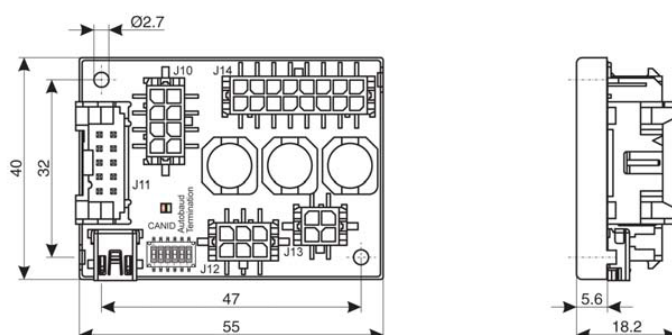 Ø2.7
J10
J14
40
32
J11
CANID
Autobaud
Termination
J12
J13
47
55
5.6
18.2